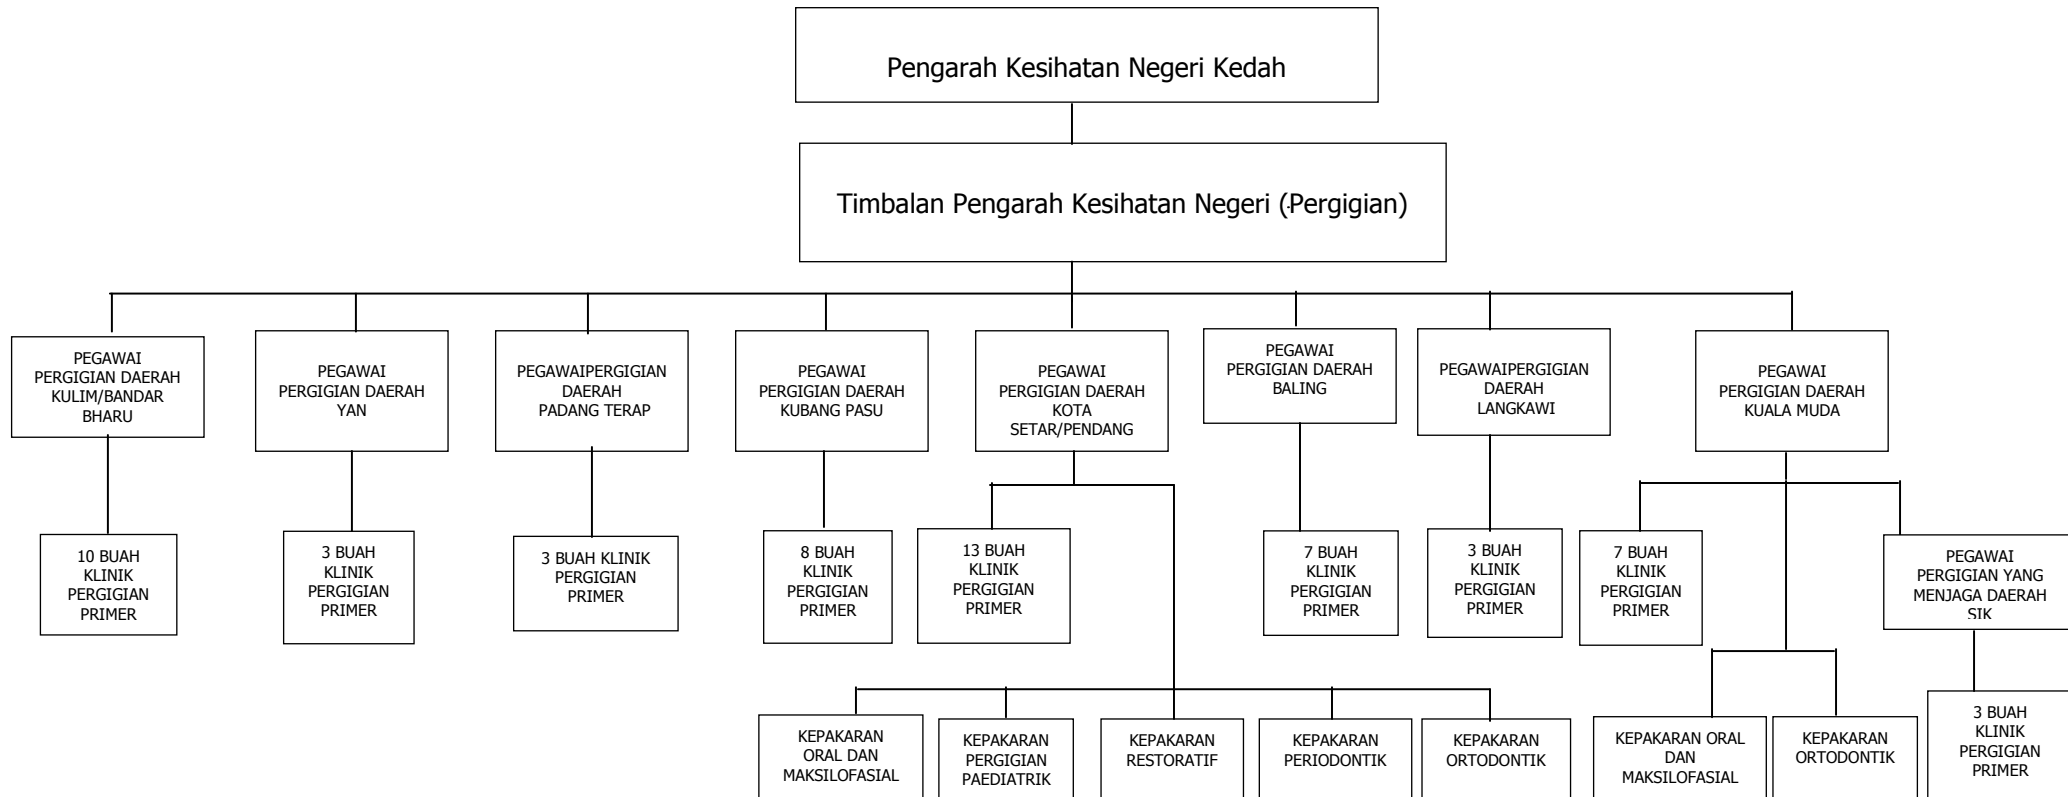 Pengarah Kesihatan Negeri Kedah
Timbalan Pengarah Kesihatan Negeri (Pergigian)
PEGAWAI
PERGIGIAN DAERAH
KULIM/BANDAR
BHARU
PEGAWAI
PERGIGIAN DAERAH
YAN
PEGAWAIPERGIGIAN
DAERAH
PADANG TERAP
PEGAWAI
PERGIGIAN DAERAH
KUBANG PASU
PEGAWAI
PERGIGIAN DAERAH
KOTA
SETAR/PENDANG
PEGAWAI
PERGIGIAN DAERAH
BALING
PEGAWAIPERGIGIAN
DAERAH
LANGKAWI
PEGAWAI
PERGIGIAN DAERAH
KUALA MUDA
10 BUAH
KLINIK
PERGIGIAN
PRIMER
3 BUAH
KLINIK
PERGIGIAN
PRIMER
3 BUAH KLINIK
PERGIGIAN
PRIMER
8 BUAH
KLINIK
PERGIGIAN
PRIMER
13 BUAH
KLINIK
PERGIGIAN
PRIMER
7 BUAH
KLINIK
PERGIGIAN
PRIMER
3 BUAH
KLINIK
PERGIGIAN
PRIMER
7 BUAH
KLINIK
PERGIGIAN
PRIMER
PEGAWAI
PERGIGIAN YANG
MENJAGA DAERAH
SIK
KEPAKARAN
ORAL DAN
MAKSILOFASIAL
KEPAKARAN
PERGIGIAN
PAEDIATRIK
KEPAKARAN
RESTORATIF
KEPAKARAN
PERIODONTIK
KEPAKARAN
ORTODONTIK
KEPAKARAN ORAL
DAN
MAKSILOFASIAL
KEPAKARAN
ORTODONTIK
3 BUAH
KLINIK
PERGIGIAN
PRIMER